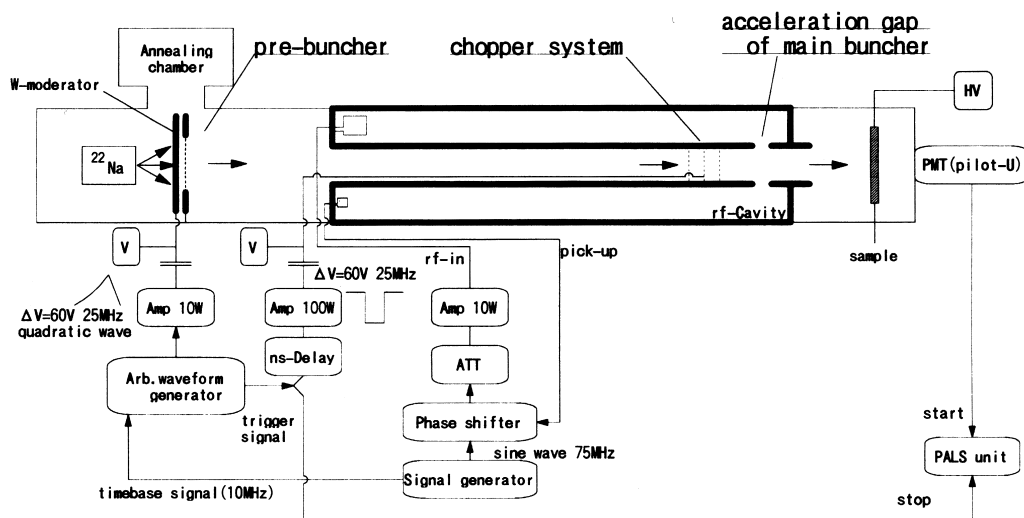 Annealing
chamber
pre-buncher
chopper system
acceleration gap
of main buncher
W-moderator
HV
22Na
PMT(pilot-U)
rf-Cavity
V
V
rf-in
pick-up
sample
ΔV=60V 25MHz
Amp 10W
Amp 100W
Amp 10W
ΔV=60V 25MHz
quadratic wave
ns-Delay
ATT
Arb.waveform
generator
trigger
signal
Phase shifter
start
sine wave 75MHz
PALS unit
Signal generator
timebase signal(10MHz)
stop